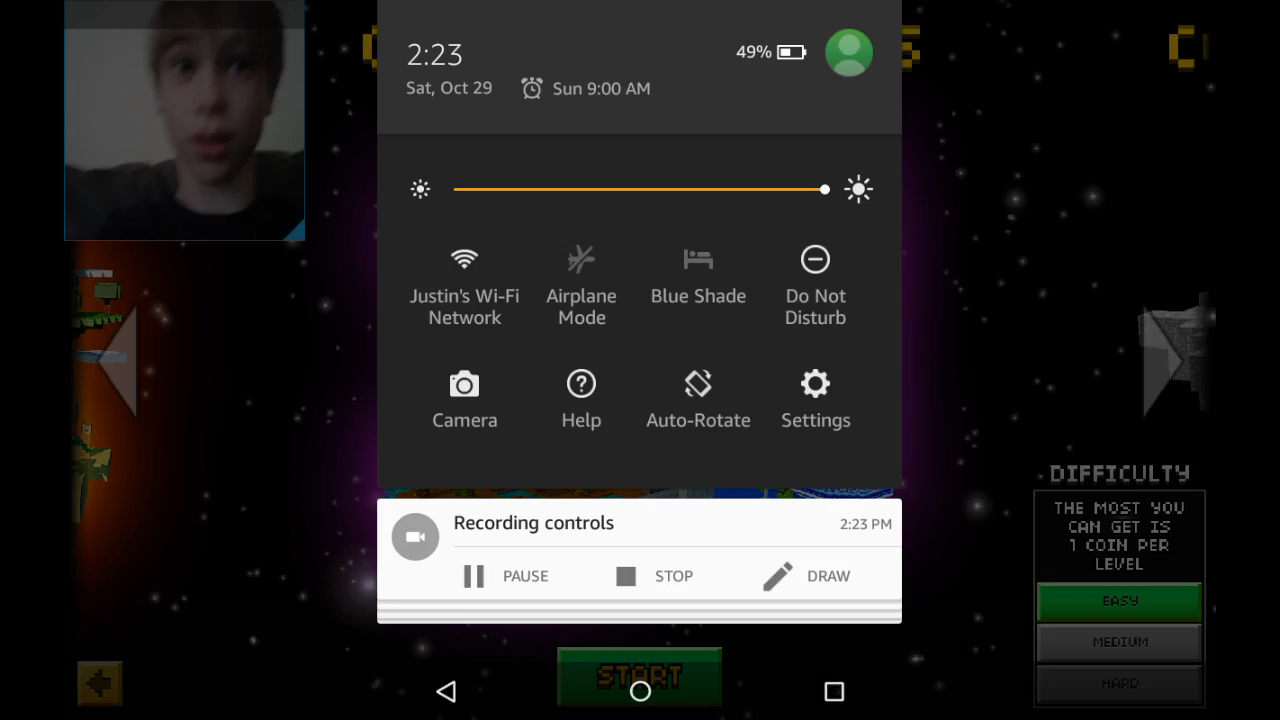 2:23
49%
Sat, Oct 29
Sun 9:00 AM
Justin's Wi-Fi
Network
Airplane
Mode
Blue Shade
Do Not
Disturb
Camera
Help
Auto-Rotate
Settings
Recording controls
2:23 PM
PAUSE
STOP
DRAW
DIFFICULTY
THE MOST YOU
CAN GET IS
1 COIN PER
LEVEL
EASY
MEDIUM
HARD
START